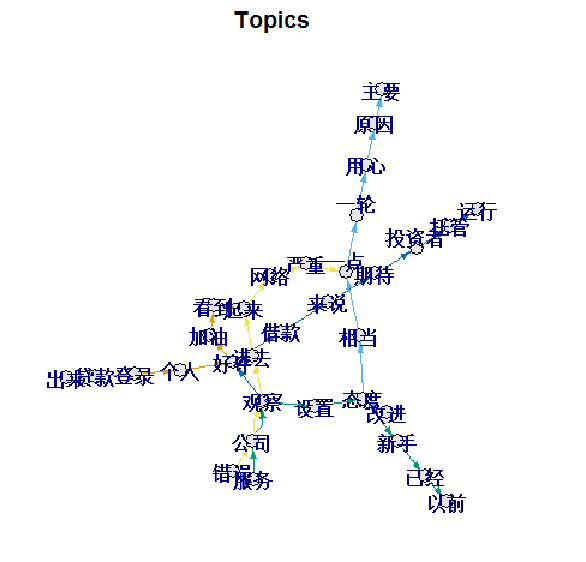 Topics
主要
原因
用心
一轮
运行
托管
投资者
严重
一点
网络
期待
看到
起来
来说
加油
借款
相当
好评
进去
个人
登录
贷款
出来
观察
设置
态度
改进
公司
新手
错误
服务
已经
以前